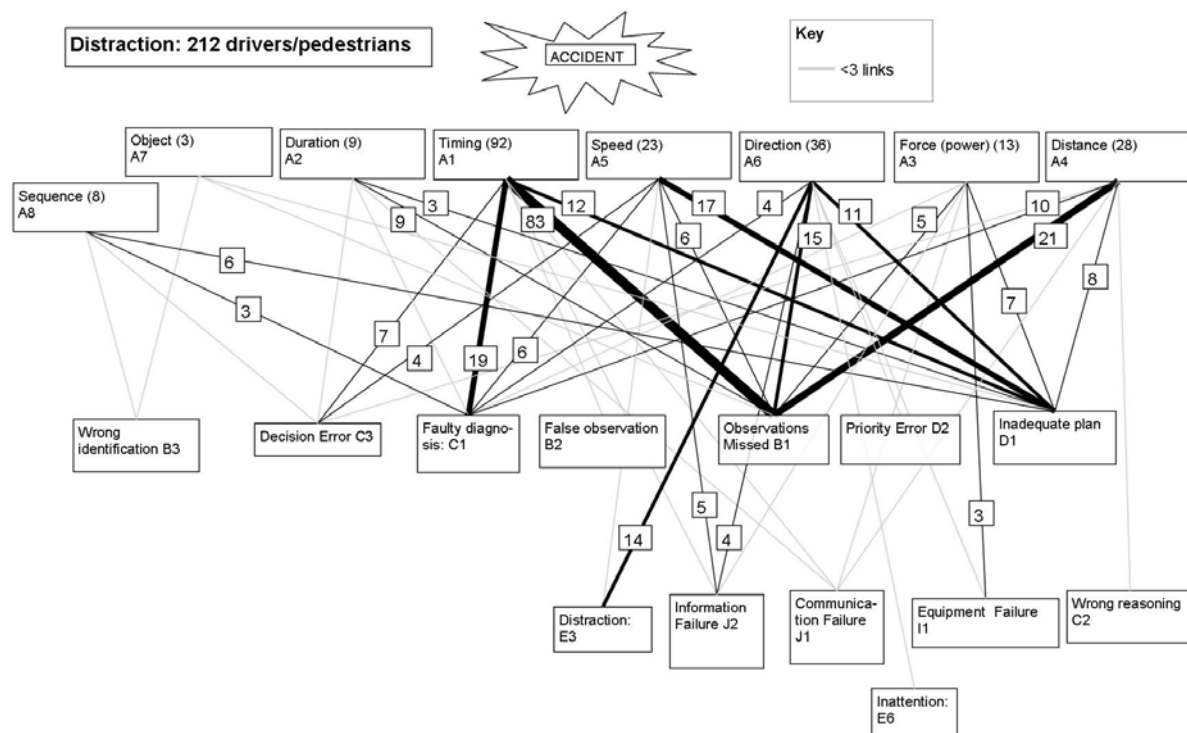 Distraction: 212 drivers/pedestrians
ACCIDENT
Key
<3 links
Object (3)
A7
Duration (9)
A2
Timing (92)
A1
Speed (23)
A5
Direction (36)
A6
Force (power) (13)
A3
Distance (28)
A4
Sequence (8)
A8
3
12
17
4
10
9
83
6
15
11
5
21
6
8
3
7
7
4
19
6
Wrong
identification B3
Decision Error C3
Faulty diagno-
sis: C1
False observation
B2
Observations
Missed B1
Priority Error D2
Inadequate plan
D1
5
3
14
4
Distraction:
E3
Information
Failure J2
Communica-
tion Failure
J1
Equipment Failure
I1
Wrong reasoning
C2
Inattention:
E6